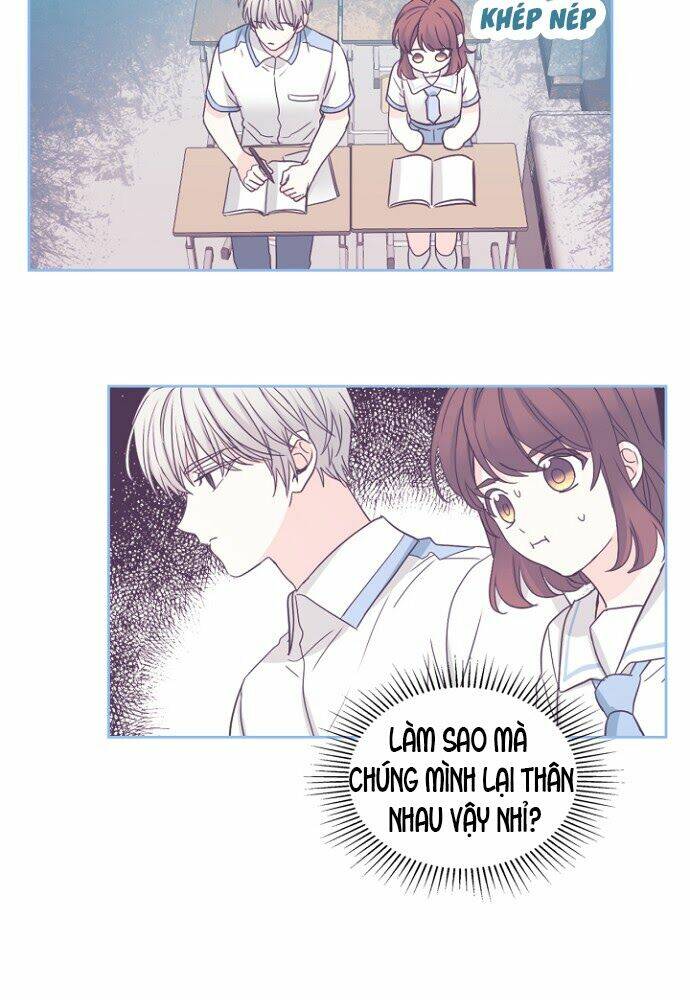 KHÉP NÉP
LÀM SAO MÀ
CHÚNG MÌNH LẠI THÂN
NHAU VẬY NHỈ?